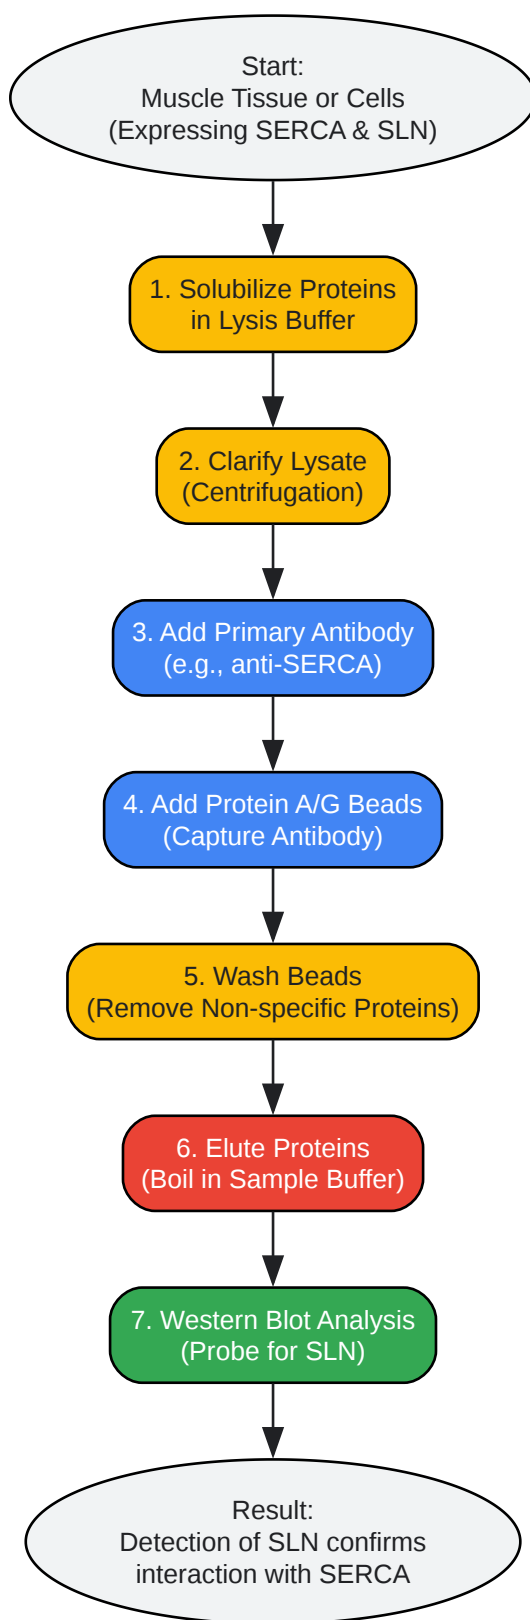 Start:
Muscle Tissue or Cells
(Expressing SERCA & SLN)
1. Solubilize Proteins
in Lysis Buffer
2. Clarify Lysate
(Centrifugation)
3. Add Primary Antibody
(e.g., anti-SERCA)
4. Add Protein A/G Beads
(Capture Antibody)
5. Wash Beads
(Remove Non-specific Proteins)
6. Elute Proteins
(Boil in Sample Buffer)
7. Western Blot Analysis
(Probe for SLN)
Result:
Detection of SLN confirms
interaction with SERCA